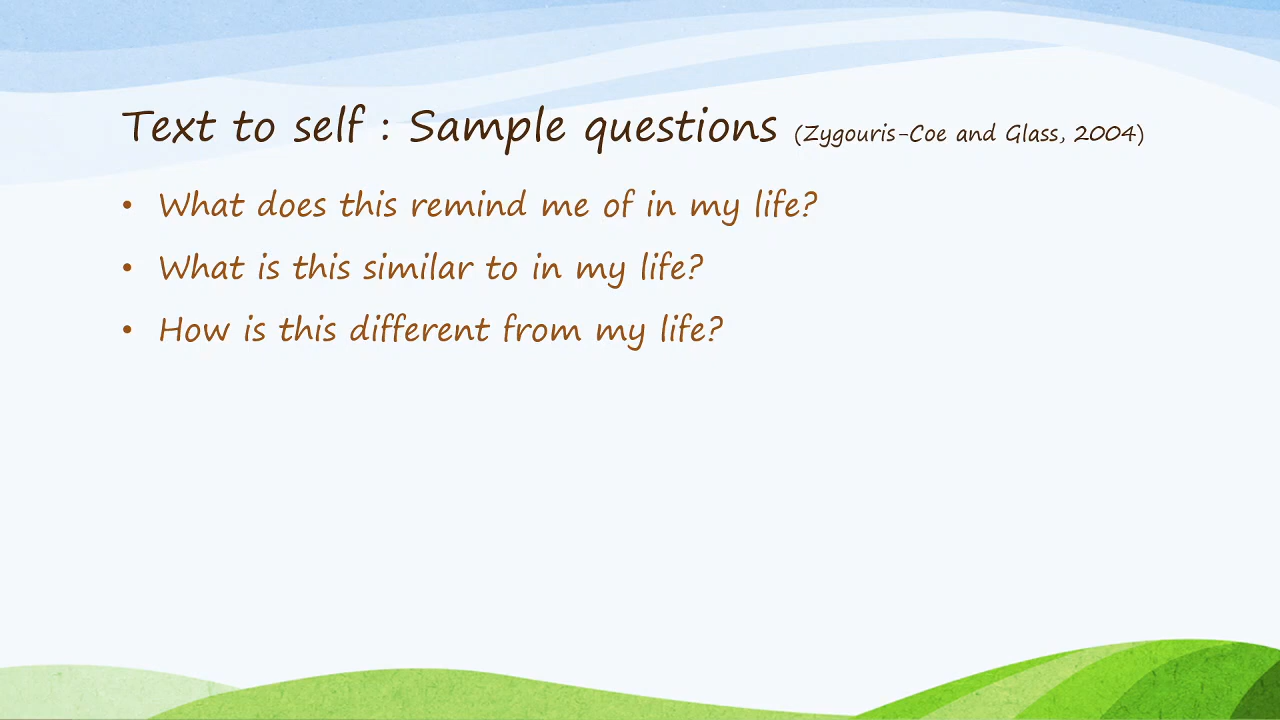 Text to self : Sample questions (Zygouris-Coe and Glass, 2004)
• What does this remind me of in my life?
• What is this similar to in my life?
• How is this different from my life?